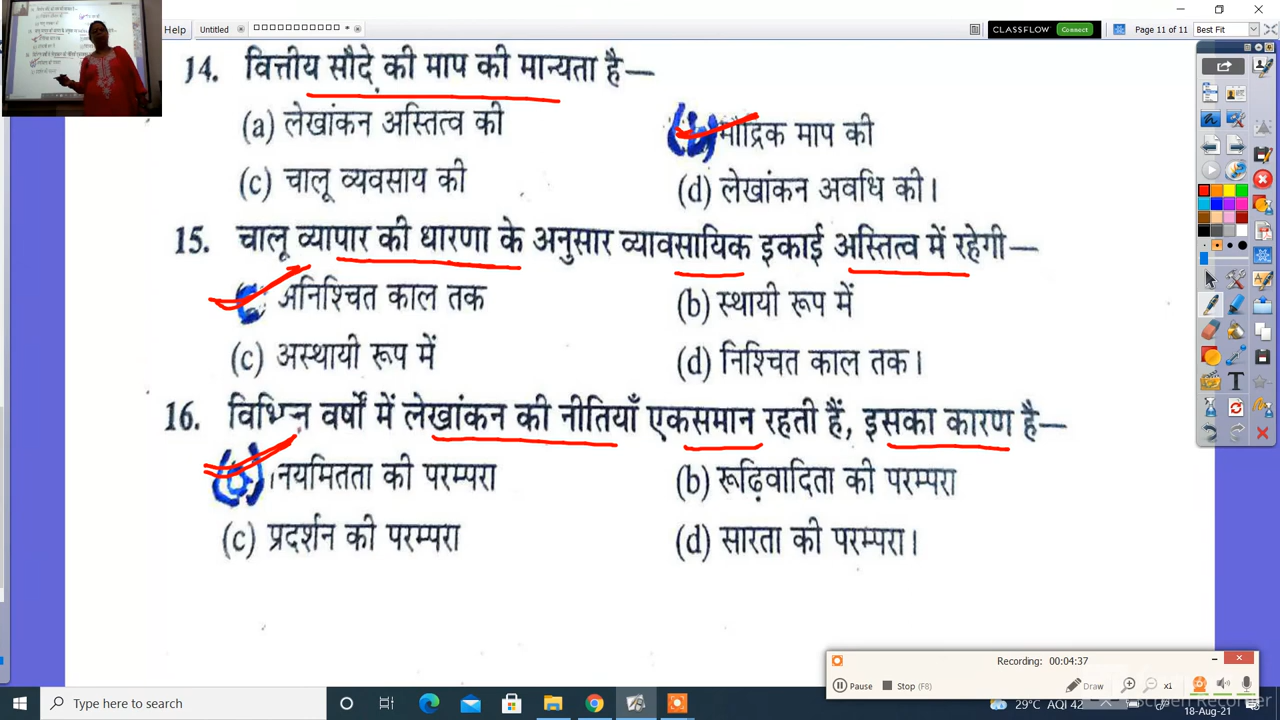 Help
Untitled
CLASSFLOW Connect
Page 11 of 11
Best Fit
14. वित्तीय सौदे की माप की मान्यता है—
(a) लेखांकन अस्तित्व की
(b) मौद्रिक माप की
(c) चालू व्यवसाय की
(d) लेखांकन अवधि की।
15. चालू व्यापार की धारणा के अनुसार व्यावसायिक इकाई अस्तित्व में रहेगी—
अनिश्चित काल तक
(b) स्थायी रूप में
(c) अस्थायी रूप में
(d) निश्चित काल तक।
16. विभिन्न वर्षों में लेखांकन की नीतियाँ एकसमान रहती हैं, इसका कारण है—
नियमितता की परम्परा
(b) रूढ़िवादिता की परम्परा
(c) प्रदर्शन की परम्परा
(d) सारता की परम्परा।
Recording: 00:04:37
Pause Stop (F8) Draw x1
Type here to search
29°C AQI 42
18-Aug-21
Screen Recorder